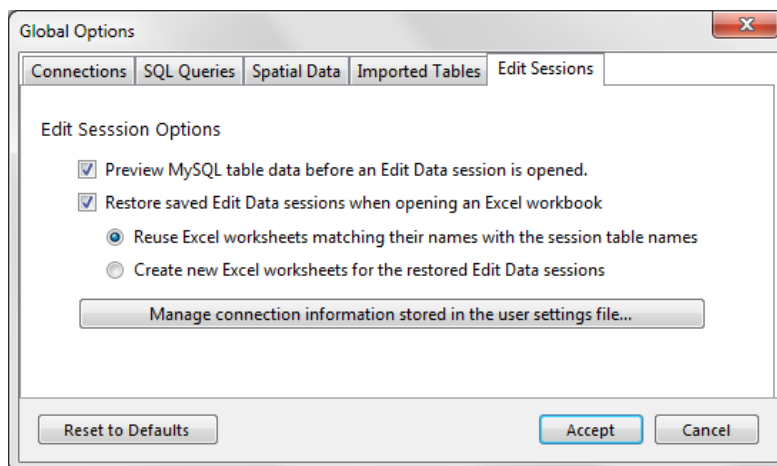 Global Options
Connections SQL Queries Spatial Data Imported Tables Edit Sessions
Edit Sesssion Options
Preview MySQL table data before an Edit Data session is opened.
Restore saved Edit Data sessions when opening an Excel workbook
Reuse Excel worksheets matching their names with the session table names
Create new Excel worksheets for the restored Edit Data sessions
Manage connection information stored in the user settings file...
Reset to Defaults Accept Cancel